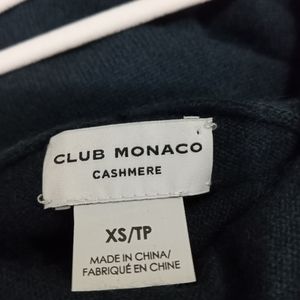 CLUB MONACO
CASHMERE
XS/TP
MADE IN CHINA/
FABRIQUÉ EN CHINE